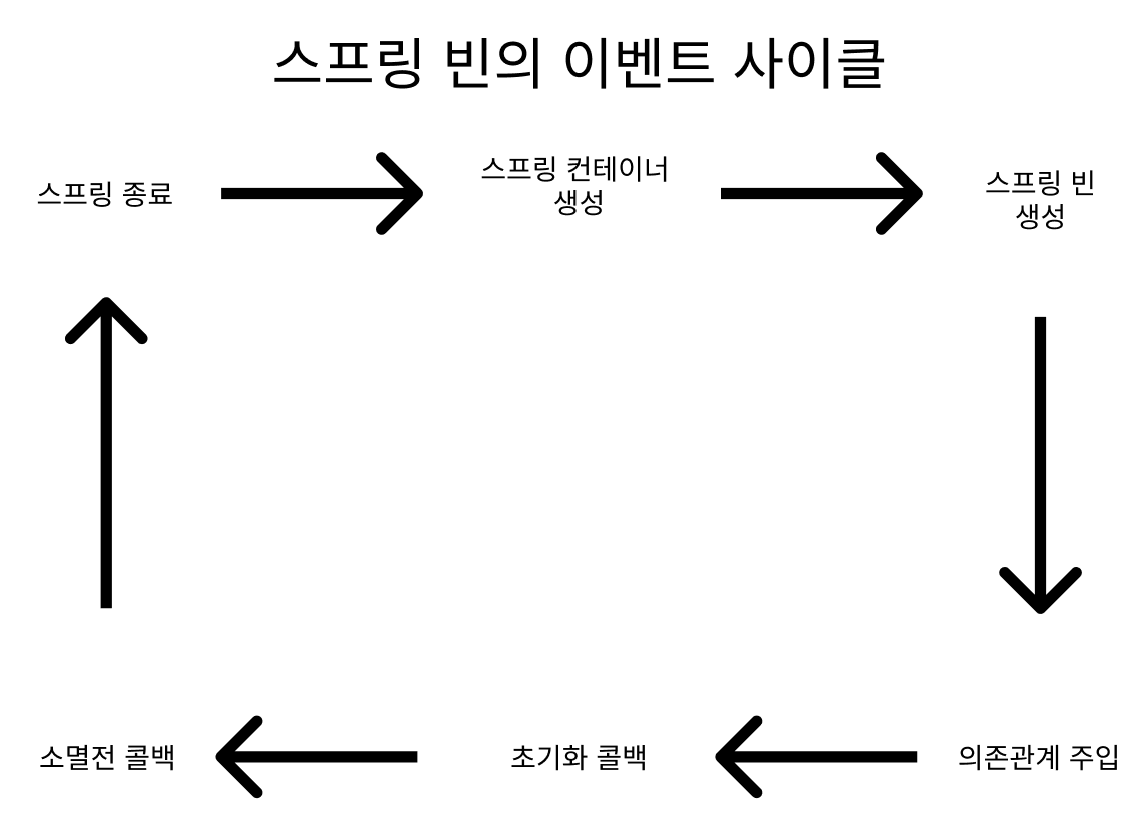 스프링 빈의 이벤트 사이클
스프링 종료
스프링 컨테이너
생성
스프링 빈
생성
소멸전 콜백
초기화 콜백
의존관계 주입